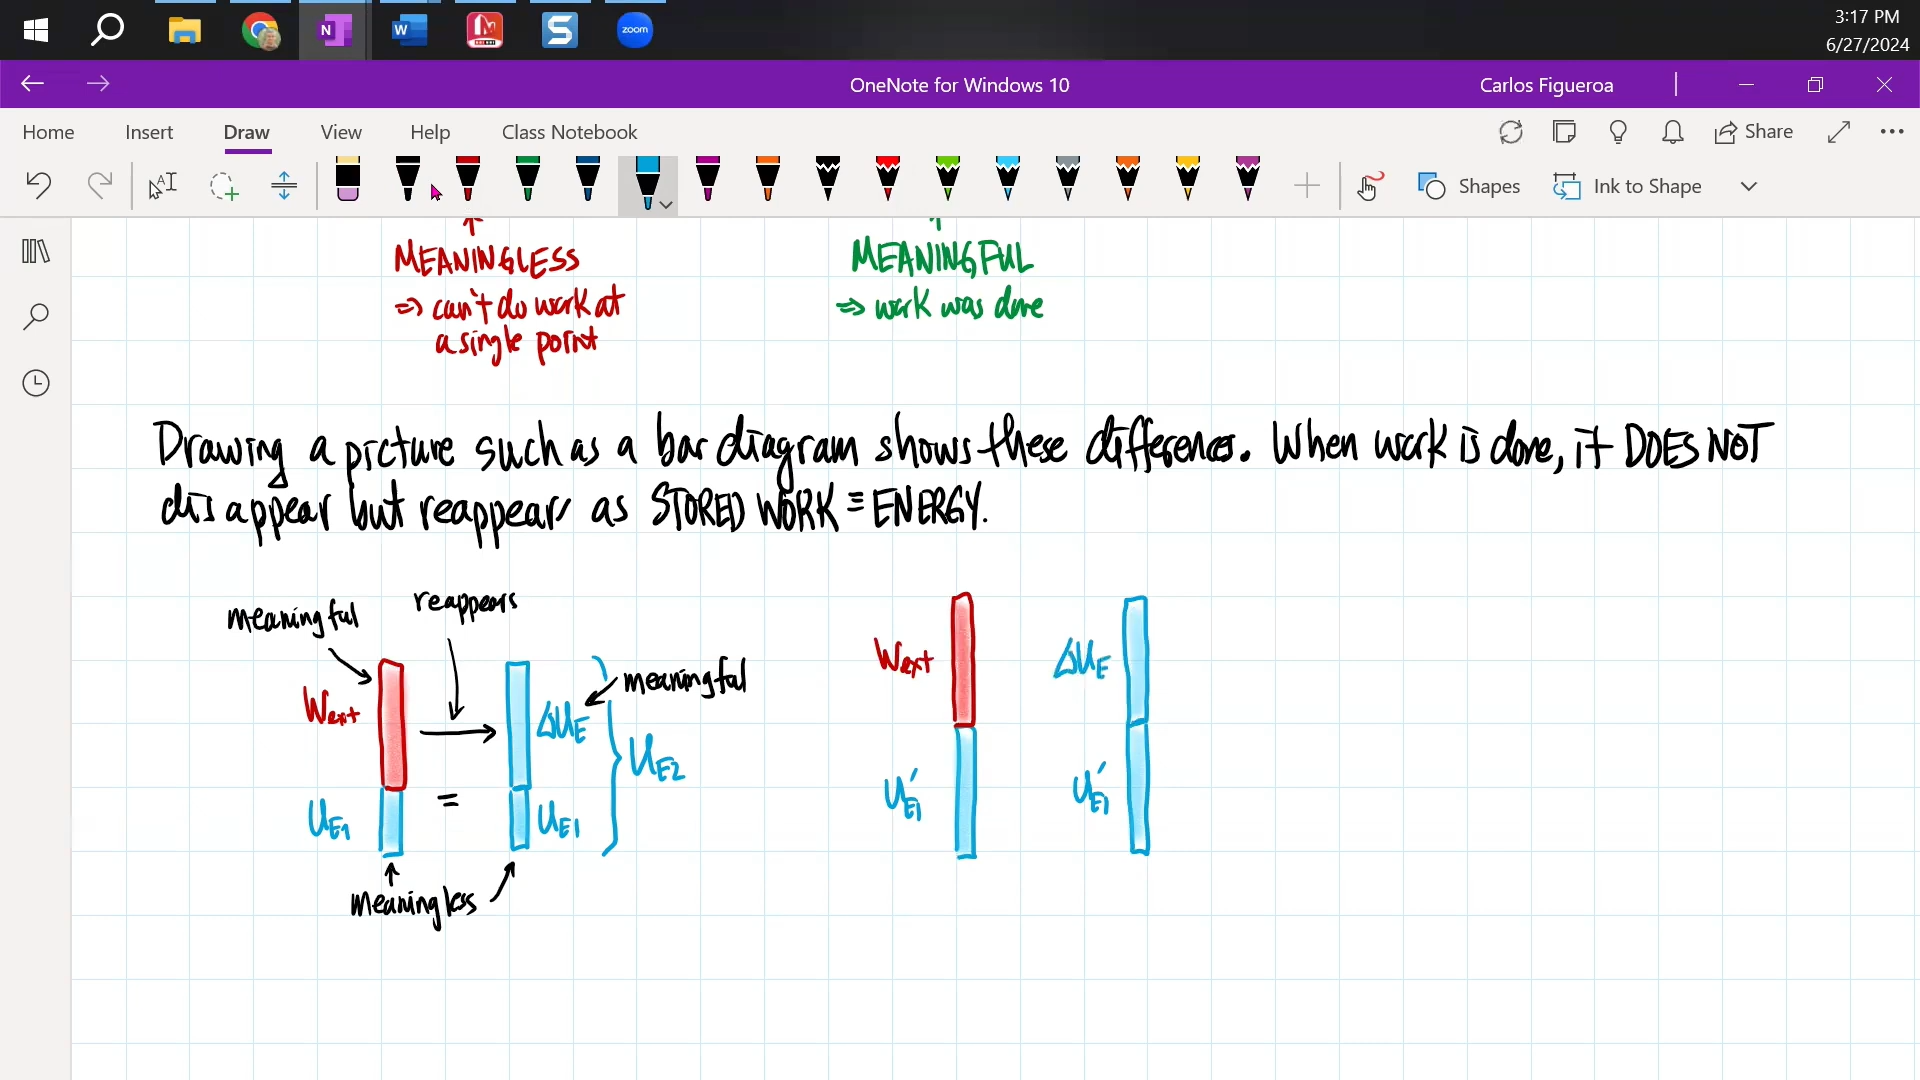 3:17 PM
6/27/2024
zoom
OneNote for Windows 10
Carlos Figueroa
Home Insert Draw View Help Class Notebook
Share
Shapes
Ink to Shape
MEANINGLESS
⇒ can't do work at
a single point
MEANINGFUL
⇒ work was done
Drawing a picture such as a bar diagram shows these differences. When work is done, it DOES NOT
disappear but reappears as STORED WORK ≡ ENERGY.
meaningful
reappears
meaningful
Wext
ΔUE
UE2
UE1
=
UE1
meaningless
Wext
ΔUE
U′E1
U′E1